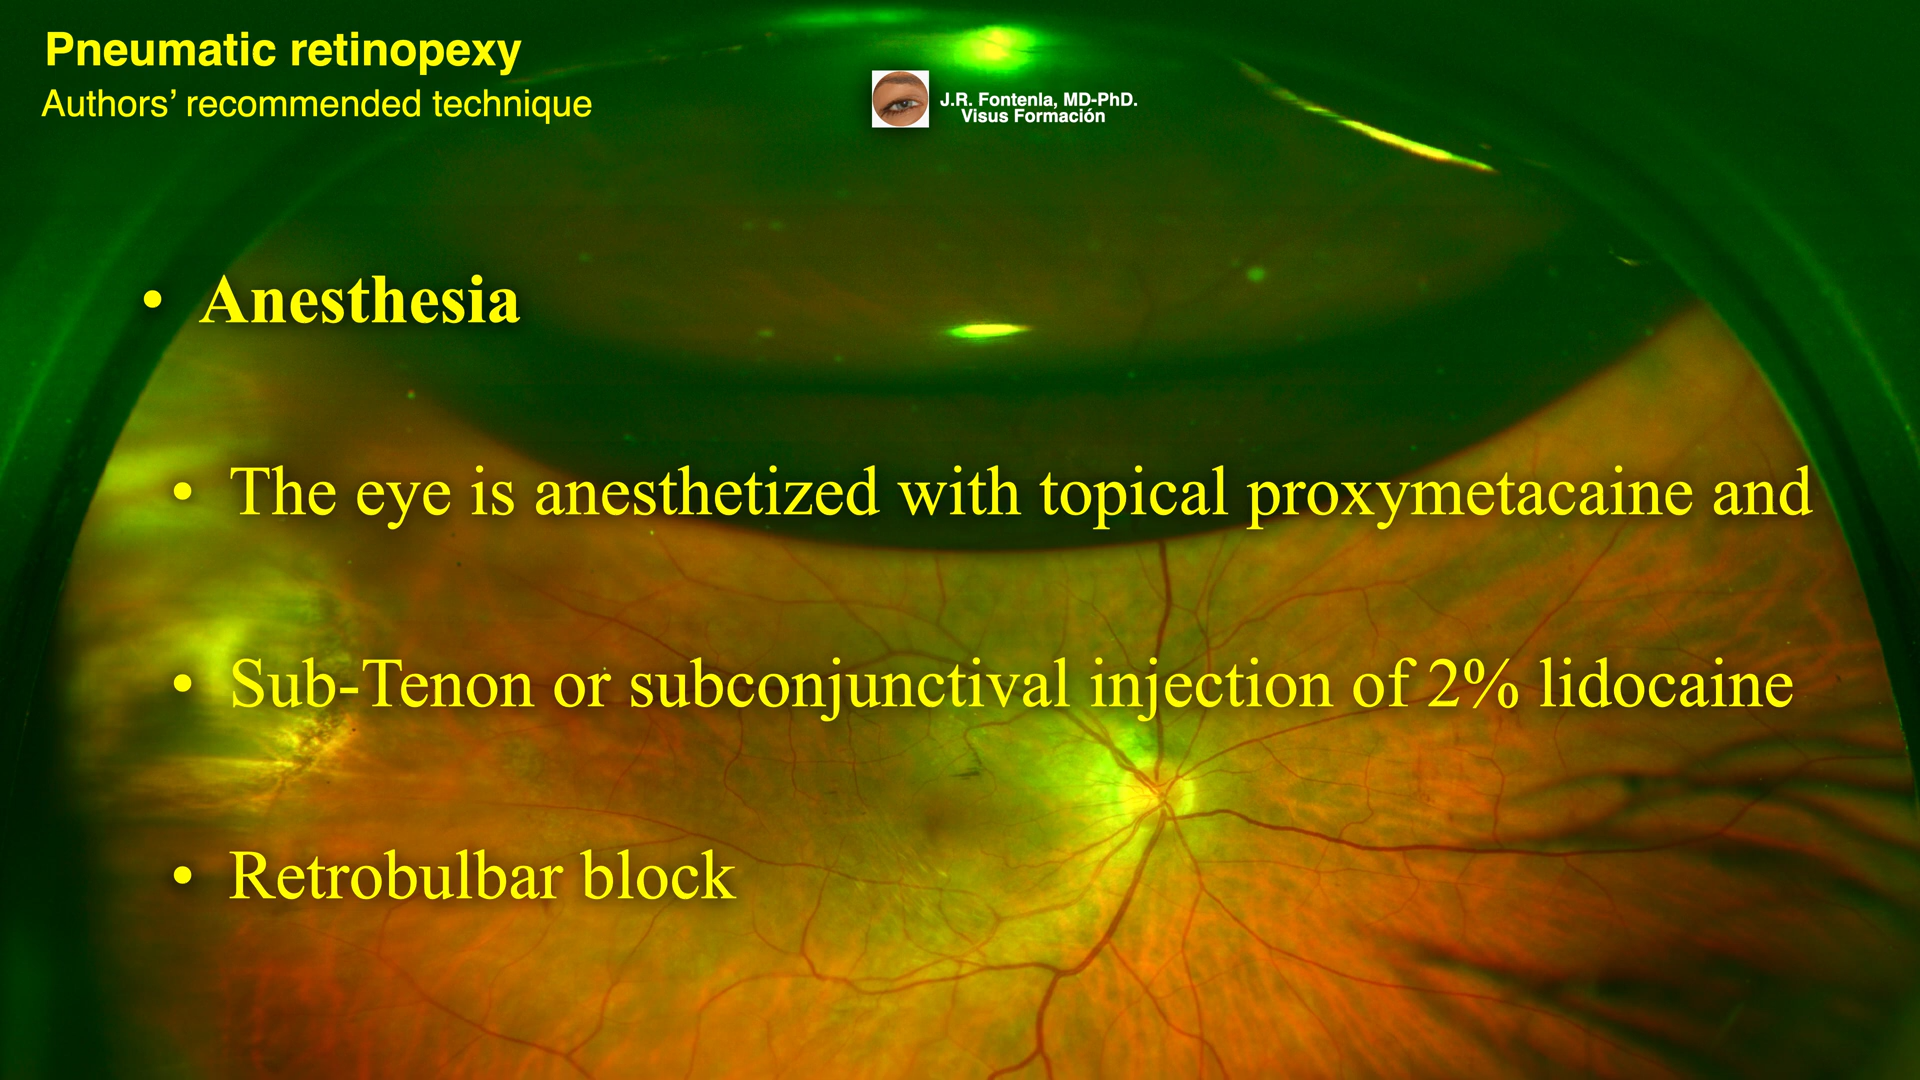 Pneumatic retinopexy
Authors’ recommended technique
J.R. Fontenla, MD-PhD.
Visus Formación
• Anesthesia
• The eye is anesthetized with topical proxymetacaine and
• Sub-Tenon or subconjunctival injection of 2% lidocaine
• Retrobulbar block